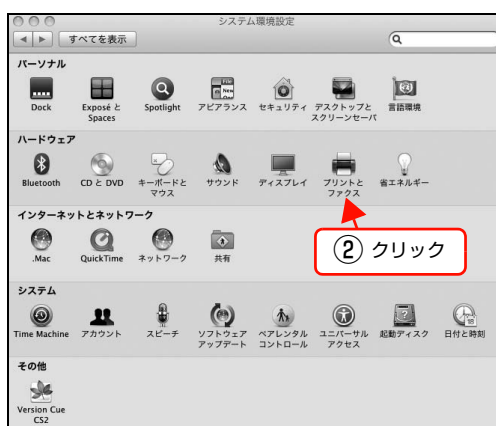 システム環境設定
すべてを表示
パーソナル
Dock
Exposé と
Spaces
Spotlight
アピアランス
セキュリティ
デスクトップと
スクリーンセーバ
言語環境
ハードウェア
Bluetooth
CD と DVD
キーボードと
マウス
サウンド
ディスプレイ
プリントと
ファクス
省エネルギー
インターネットとネットワーク
.Mac
QuickTime
ネットワーク
共有
② クリック
システム
Time Machine
アカウント
スピーチ
ソフトウェア
アップデート
ペアレンタル
コントロール
ユニバーサル
アクセス
起動ディスク
日付と時刻
その他
Version Cue
CS2